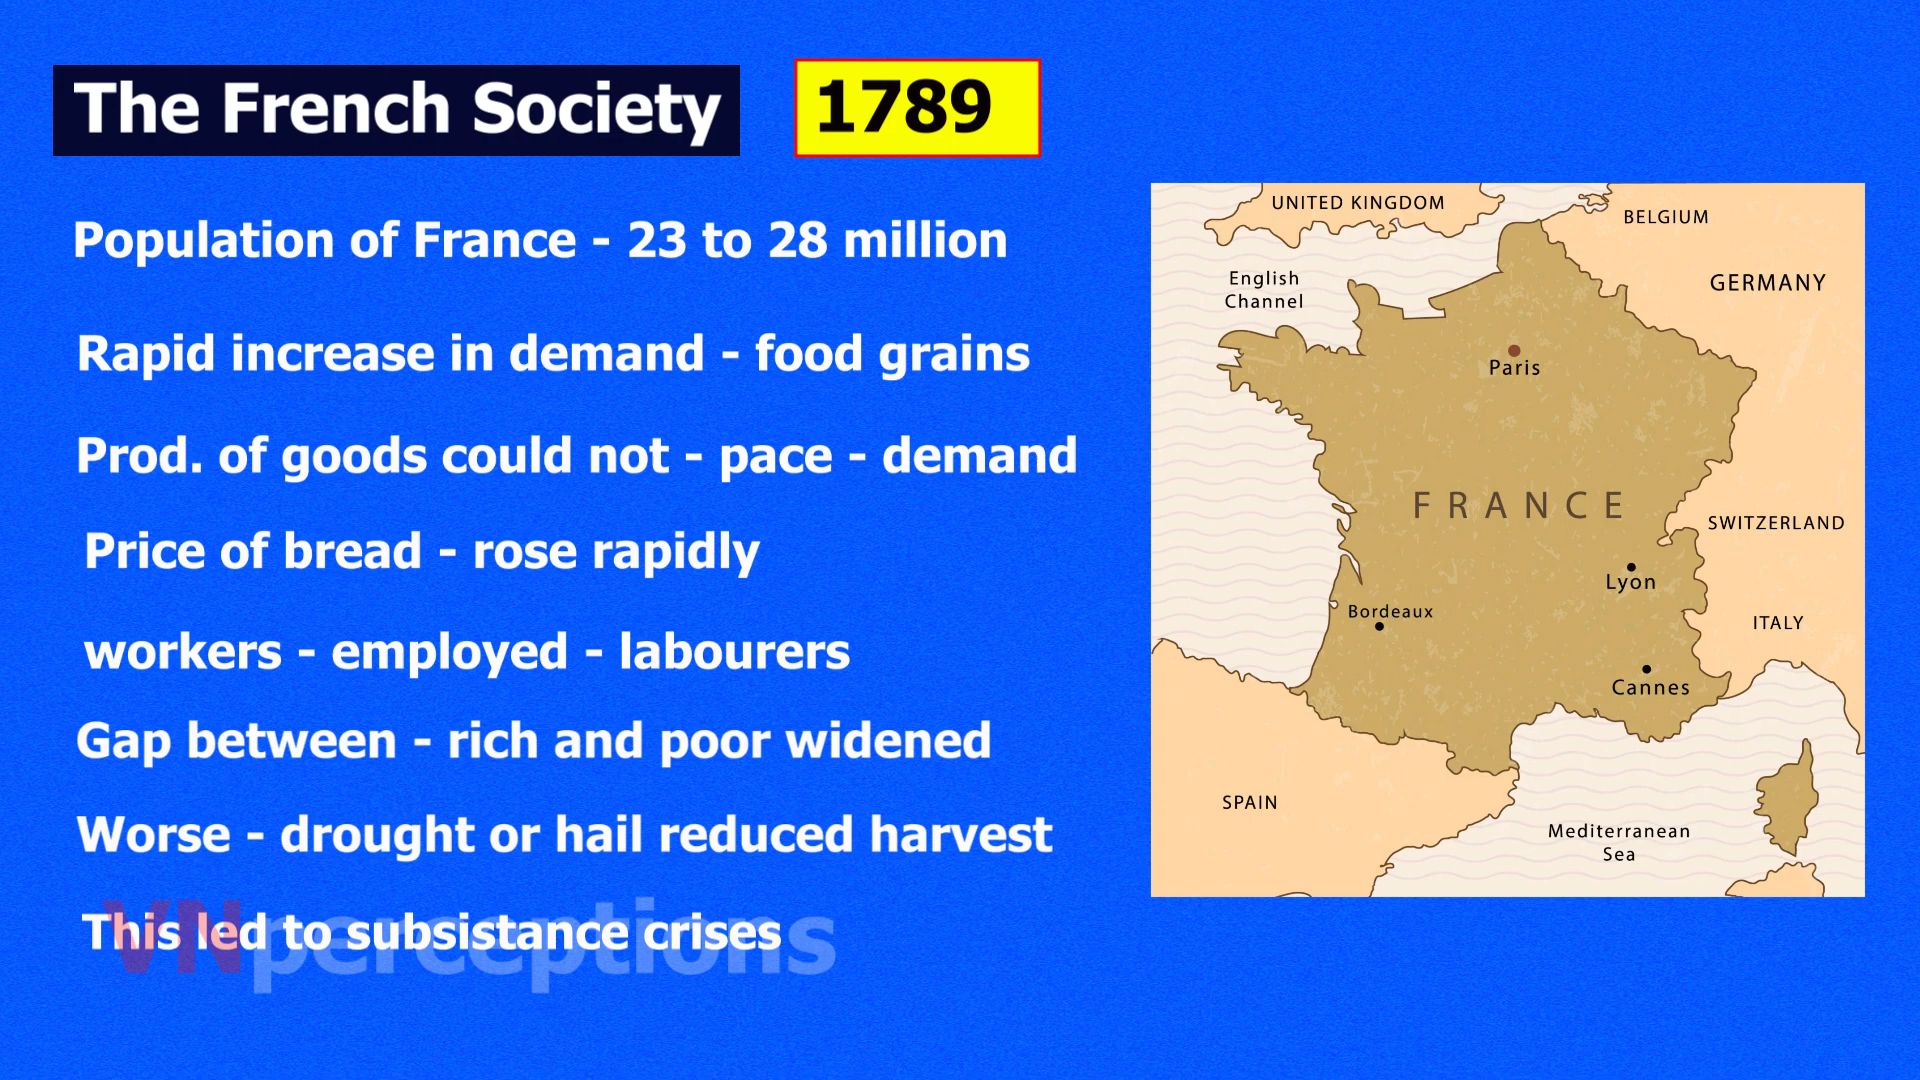 The French Society
1789
Population of France - 23 to 28 million
Rapid increase in demand - food grains
Prod. of goods could not - pace - demand
Price of bread - rose rapidly
workers - employed - labourers
Gap between - rich and poor widened
Worse - drought or hail reduced harvest
This led to subsistance crises
VNperceptions
UNITED KINGDOM
BELGIUM
GERMANY
English
Channel
Paris
FRANCE
SWITZERLAND
Lyon
Bordeaux
ITALY
Cannes
SPAIN
Mediterranean
Sea